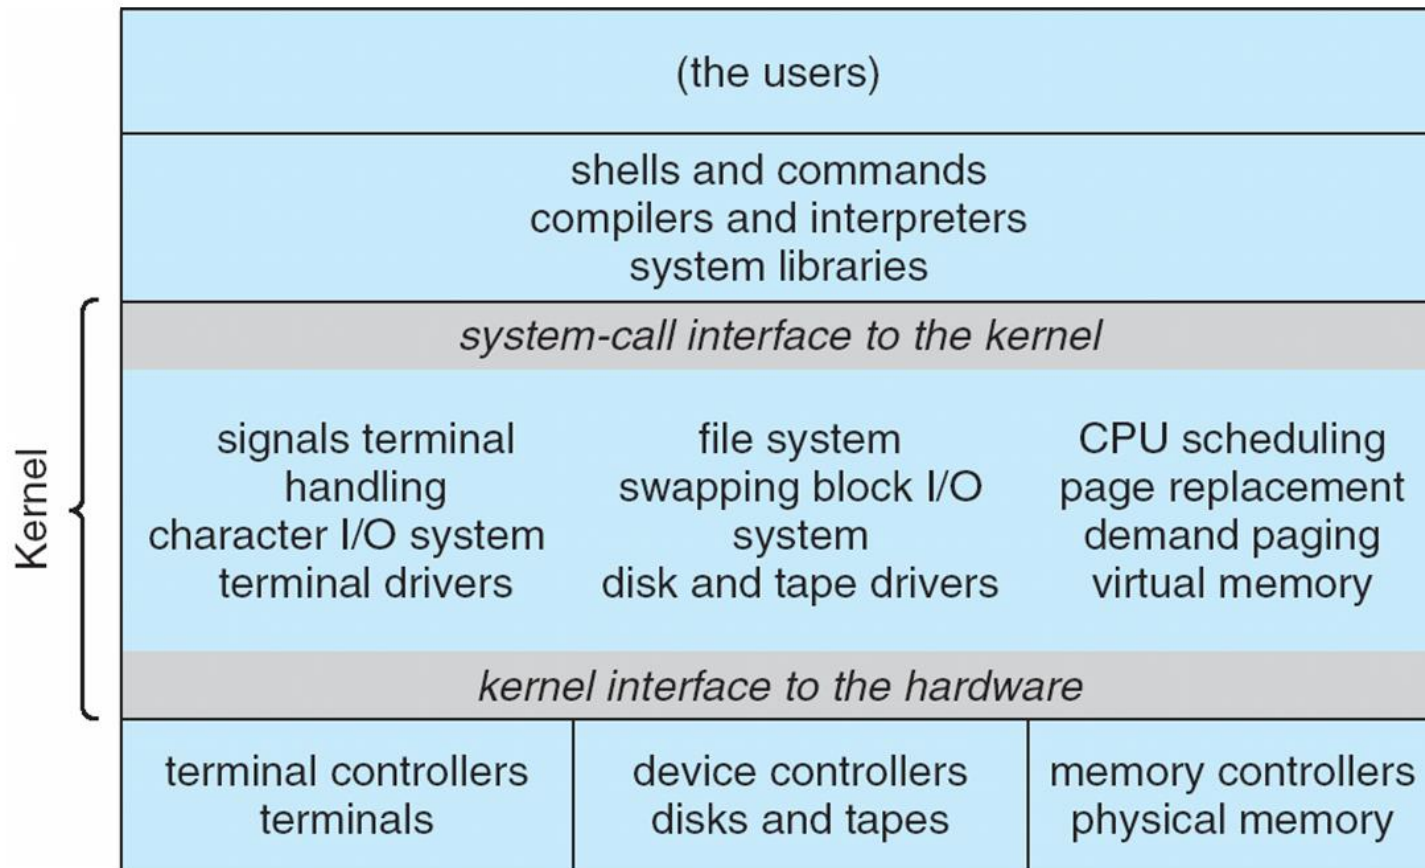 (the users)
shells and commands
compilers and interpreters
system libraries
Kernel
system-call interface to the kernel
signals terminal
handling
character I/O system
terminal drivers
file system
swapping block I/O
system
disk and tape drivers
CPU scheduling
page replacement
demand paging
virtual memory
kernel interface to the hardware
terminal controllers
terminals
device controllers
disks and tapes
memory controllers
physical memory